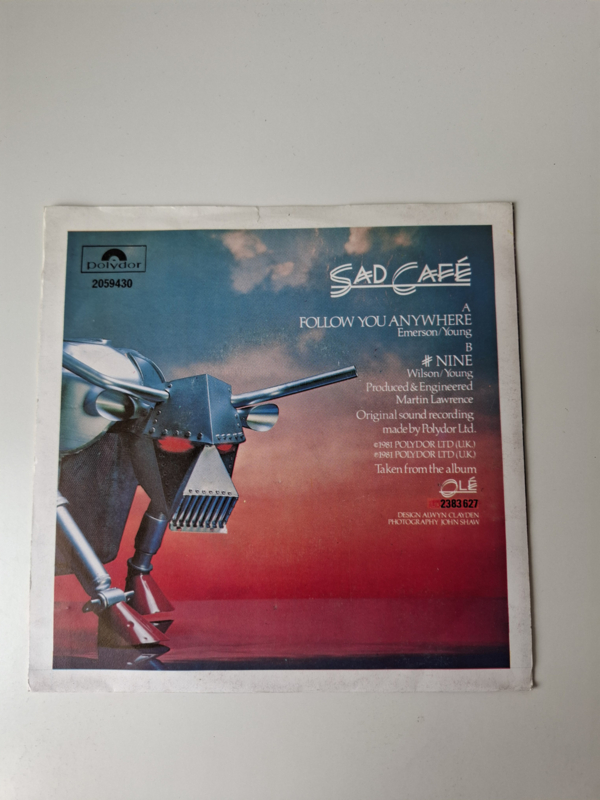 Polydor
2059430
SAD CAFÉ
A
FOLLOW YOU ANYWHERE
Emerson/Young
B
♯ NINE
Wilson/Young
Produced & Engineered
Martin Lawrence
Original sound recording
made by Polydor Ltd.
℗1981 POLYDOR LTD (U.K.)
©1981 POLYDOR LTD (U.K.)
Taken from the album
OLÉ
2383627
DESIGN ALWYN CLAYDEN
PHOTOGRAPHY JOHN SHAW